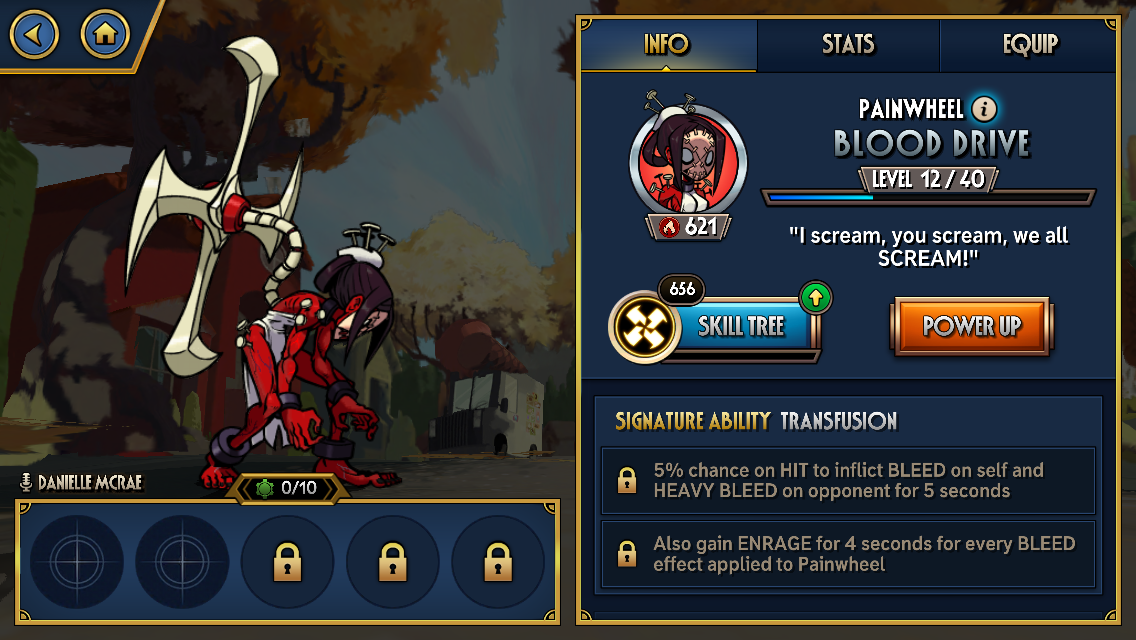 INFO
STATS
EQUIP
PAINWHEEL i
BLOOD DRIVE
LEVEL 12 / 40
621
"I scream, you scream, we all
SCREAM!"
656
SKILL TREE
POWER UP
SIGNATURE ABILITY TRANSFUSION
5% chance on HIT to inflict BLEED on self and
HEAVY BLEED on opponent for 5 seconds
Also gain ENRAGE for 4 seconds for every BLEED
effect applied to Painwheel
DANIELLE MCRAE
0/10